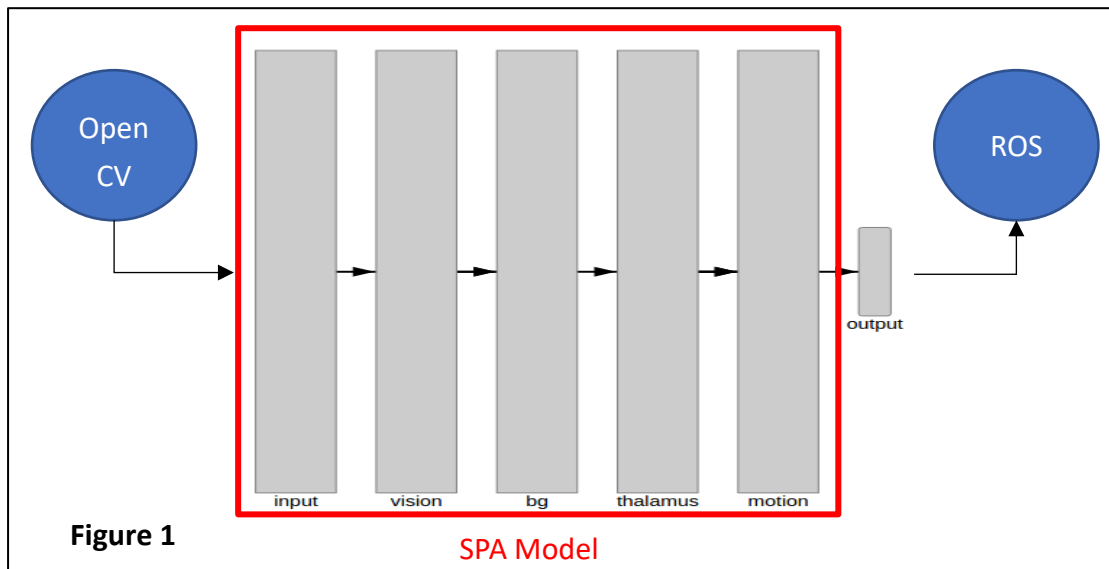 Open
CV
ROS
output
input
vision
bg
thalamus
motion
Figure 1
SPA Model